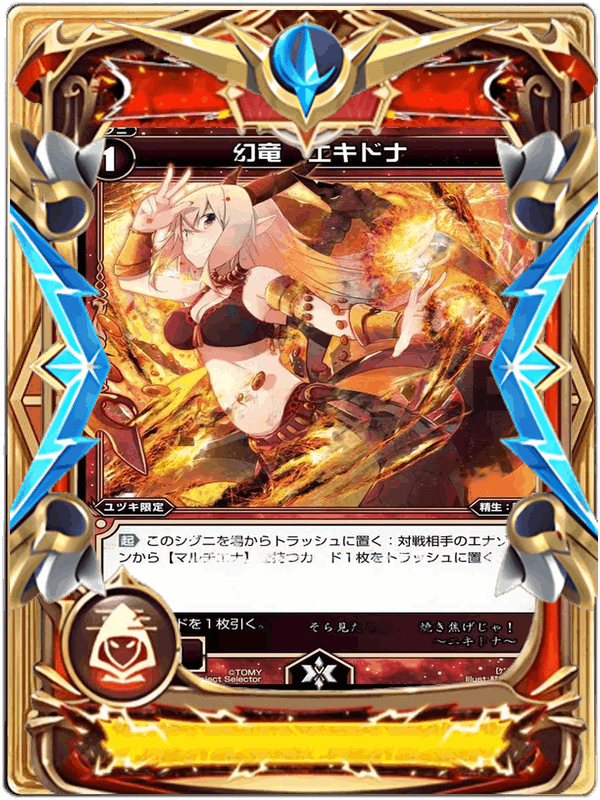 1
幻竜 エキドナ
ユヅキ限定
精生：
起 このシグニを場からトラッシュに置く：対戦相手のエナゾ
ンから【マルチエナ】 持つカ ド１枚をトラッシュに置く
ドを１枚引く。
そら見た
焼き焦げじゃ！
～エキドナ～
©TOMY
ject Selector
Illust